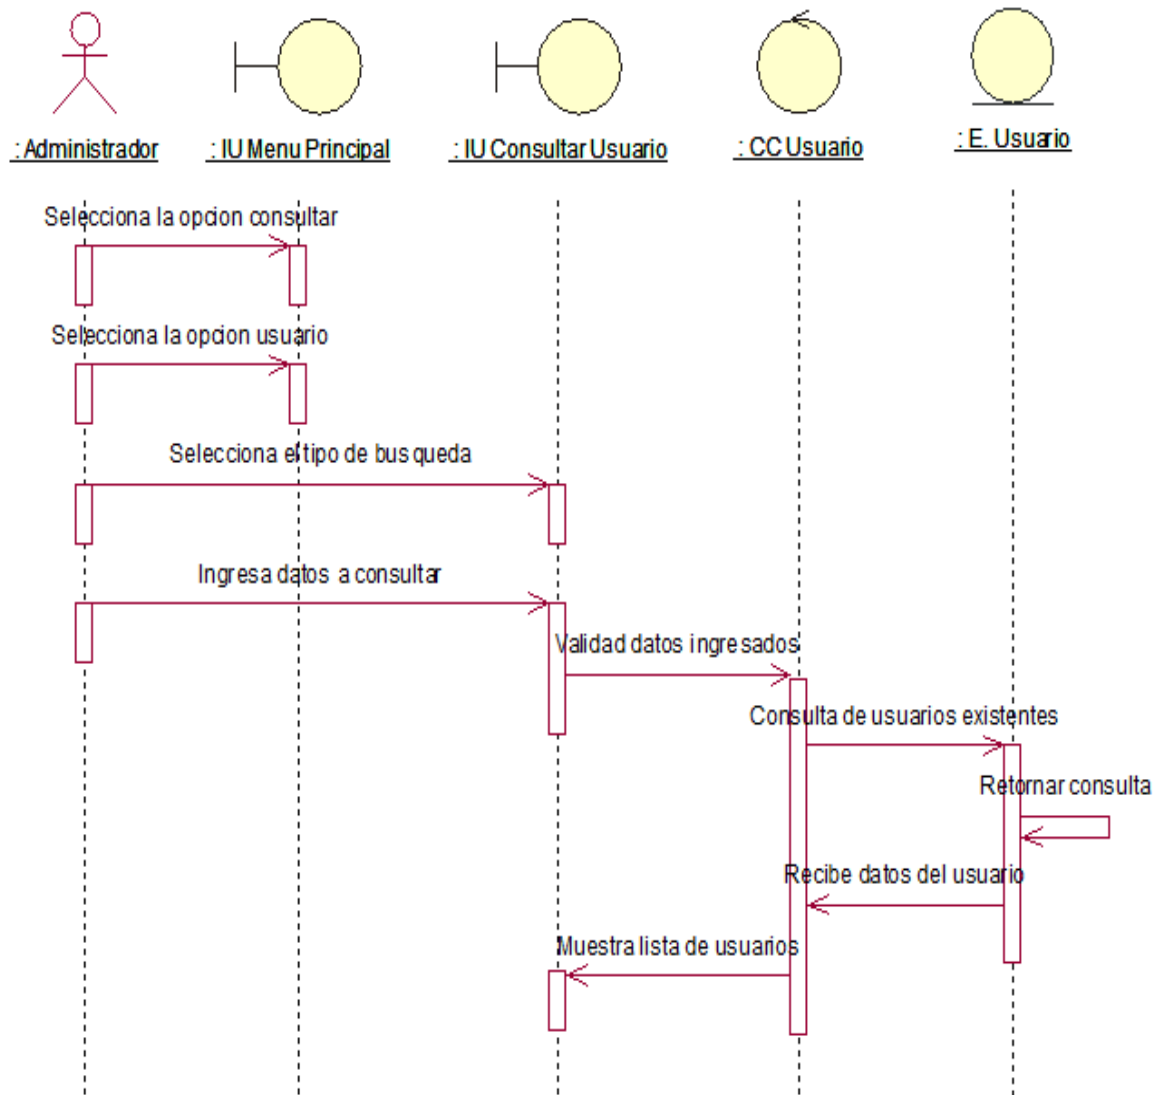 : Administrador
: IU Menu Principal
: IU Consultar Usuario
: CC Usuario
: E. Usuario
Selecciona la opcion consultar
Selecciona la opcion usuario
Selecciona el tipo de busqueda
Ingresa datos a consultar
Validad datos ingresados
Consulta de usuarios existentes
Retornar consulta
Recibe datos del usuario
Muestra lista de usuarios